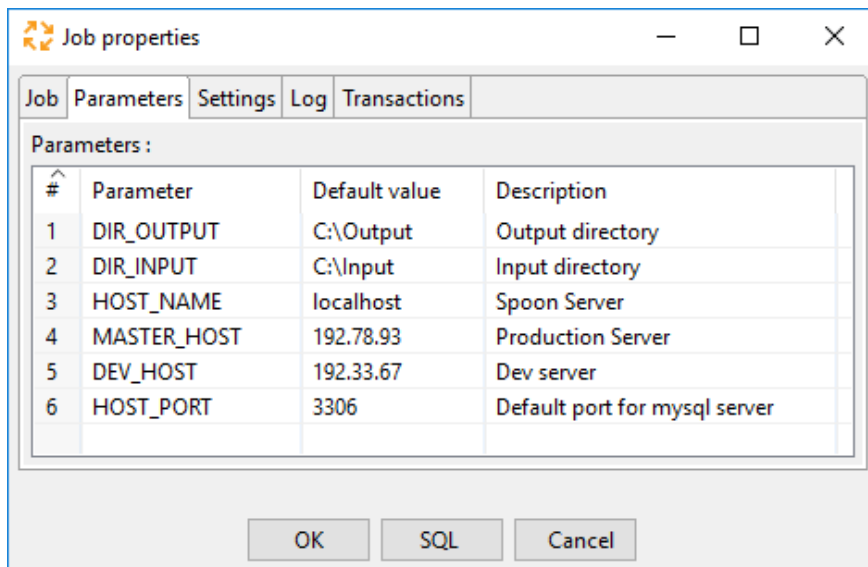 Job properties
Job Parameters Settings Log Transactions
Parameters :
# Parameter Default value Description
1 DIR_OUTPUT C:\Output Output directory
2 DIR_INPUT C:\Input Input directory
3 HOST_NAME localhost Spoon Server
4 MASTER_HOST 192.78.93 Production Server
5 DEV_HOST 192.33.67 Dev server
6 HOST_PORT 3306 Default port for mysql server
OK SQL Cancel